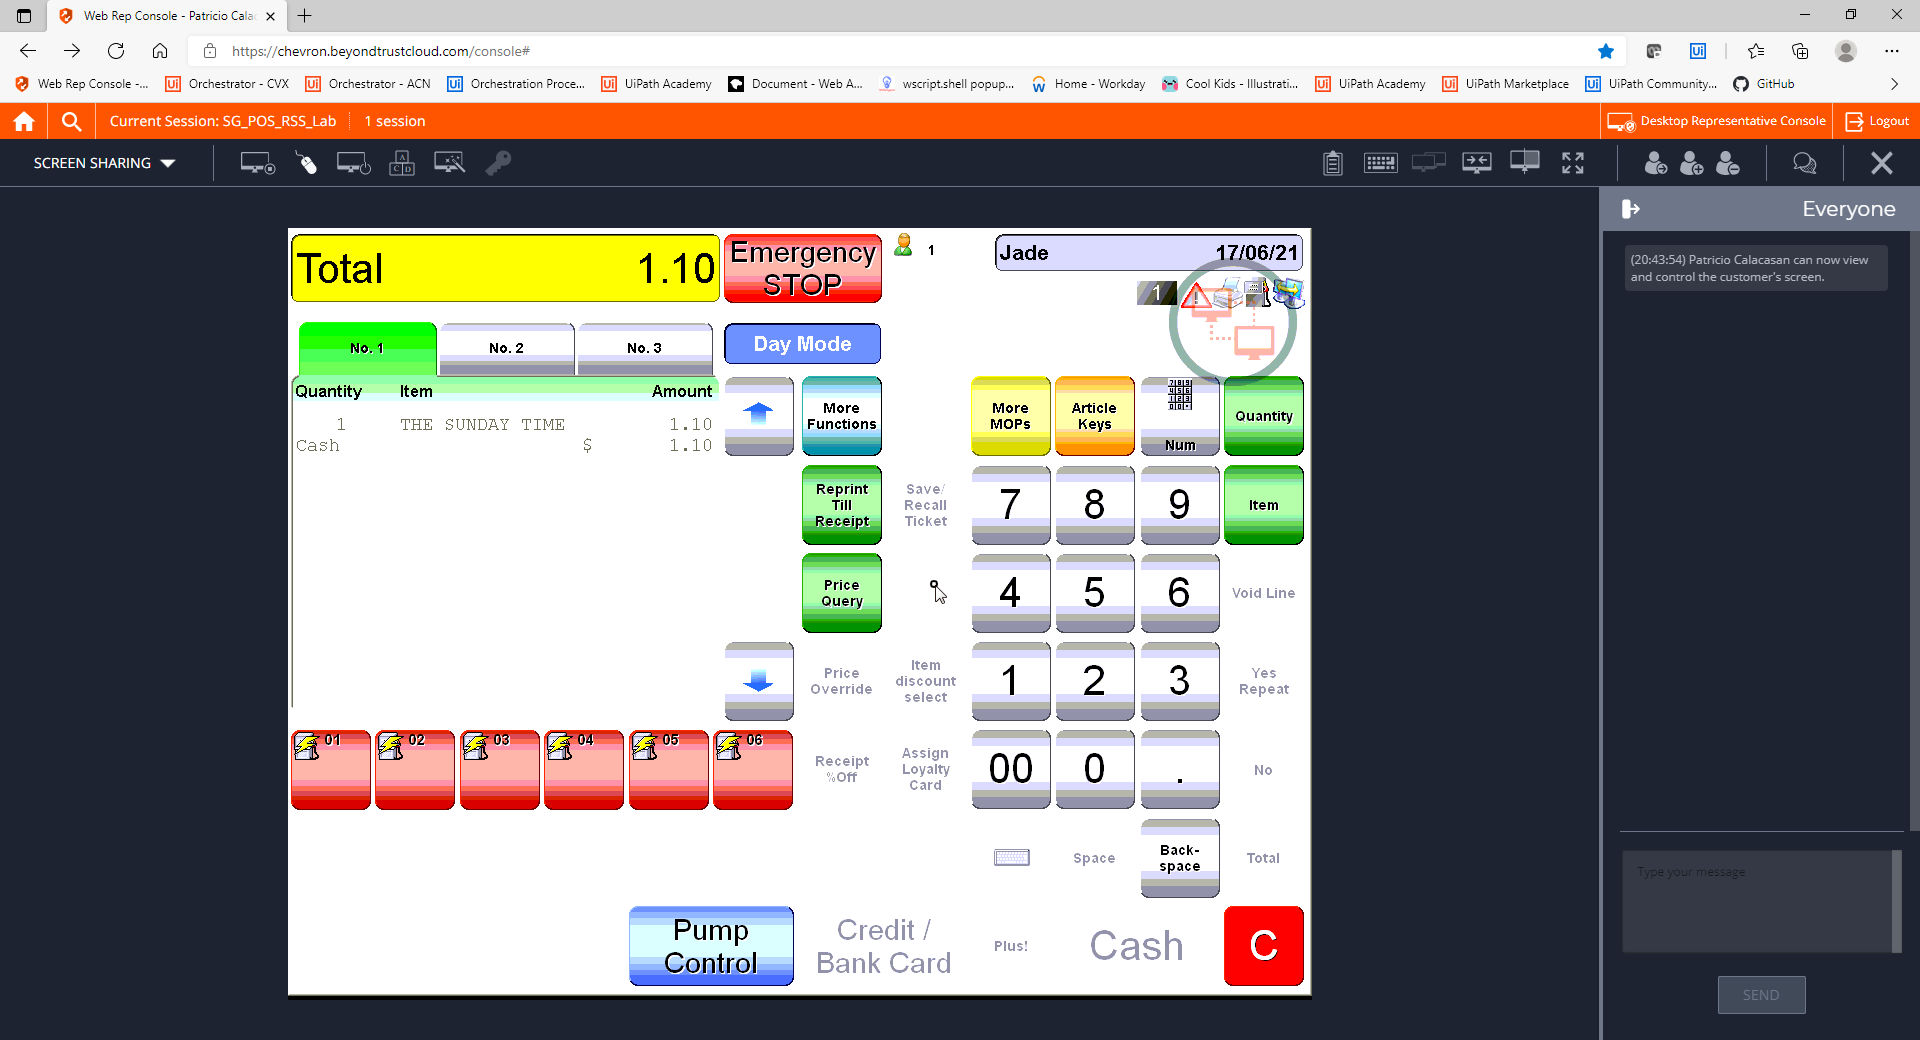 Web Rep Console - Patricio Cala
https://chevron.beyondtrustcloud.com/console#
Web Rep Console -... Orchestrator - CVX Orchestrator - ACN Orchestration Proce... UiPath Academy Document - Web A... wscript.shell popup... Home - Workday Cool Kids - Illustrati... UiPath Academy UiPath Marketplace UiPath Community... GitHub
Current Session: SG_POS_RSS_Lab 1 session Desktop Representative Console Logout
SCREEN SHARING
Everyone
(20:43:54) Patricio Calacasan can now view
and control the customer's screen.
Total 1.10
Emergency
STOP
1
Jade 17/06/21
1
No. 1 No. 2 No. 3
Day Mode
Quantity Item Amount
1 THE SUNDAY TIME 1.10
Cash $ 1.10
More
Functions
More
MOPs
Article
Keys
Num
Quantity
Reprint
Till
Receipt
Save/
Recall
Ticket
7 8 9
Item
Price
Query
4 5 6
Void Line
Price
Override
Item
discount
select
1 2 3
Yes
Repeat
01 02 03 04 05 06
Receipt
%Off
Assign
Loyalty
Card
00 0 .
No
Space
Back-
space
Total
Pump
Control
Credit /
Bank Card
Plus!
Cash
C
Type your message
SEND